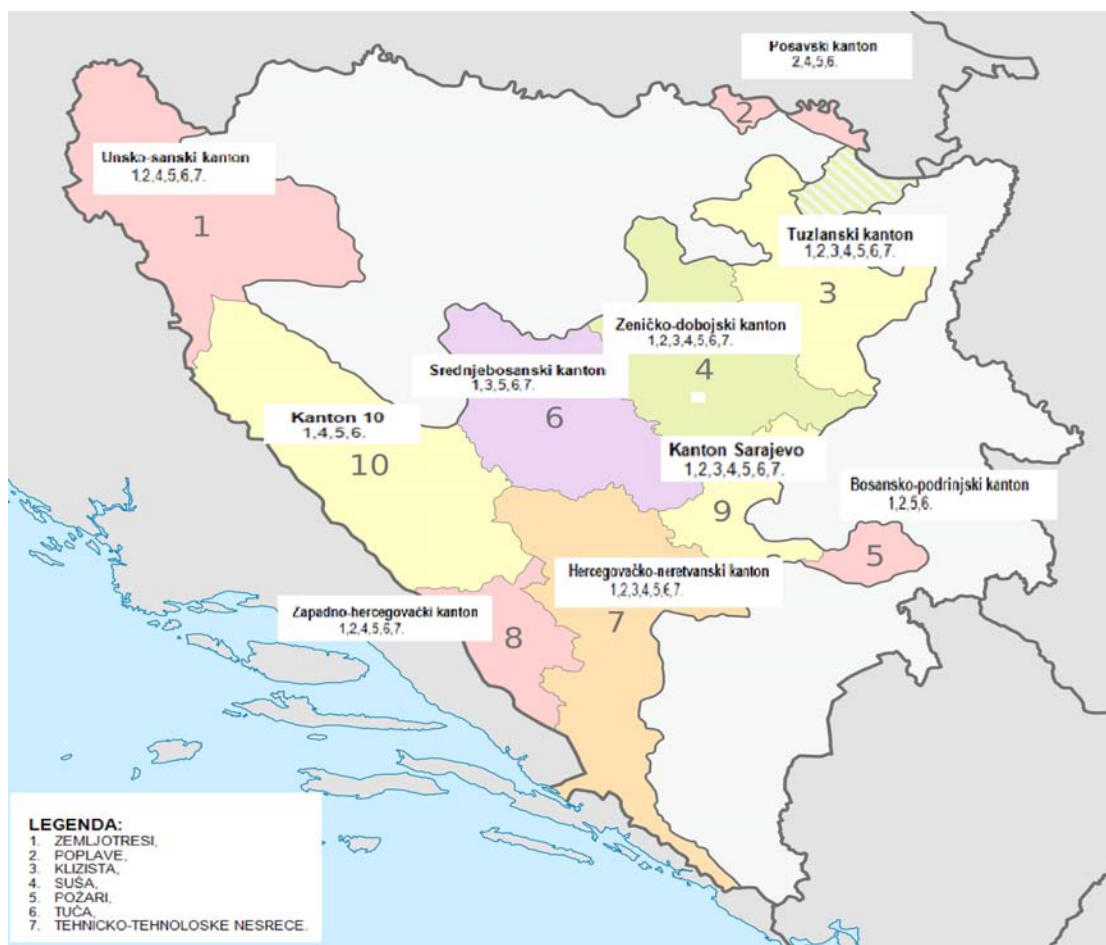 Posavski kanton
2,4,5,6.
2
Unsko-sanski kanton
1,2,4,5,6,7.
1
Tuzlanski kanton
1,2,3,4,5,6,7.
3
Zeničko-dobojski kanton
1,2,3,4,5,6,7.
4
Srednjebosanski kanton
1,3,5,6,7.
6
Kanton 10
1,4,5,6.
10
Kanton Sarajevo
1,2,3,4,5,6,7.
9
Bosansko-podrinjski kanton
1,2,5,6.
5
Hercegovačko-neretvanski kanton
1,2,3,4,5,6,7.
7
Zapadno-hercegovački kanton
1,2,4,5,6,7.
8
LEGENDA:
1. ZEMLJOTRESI,
2. POPLAVE,
3. KLIZISTA,
4. SUŠA,
5. POŽARI,
6. TUČA,
7. TEHNICKO-TEHNOLOSKE NESRECE.